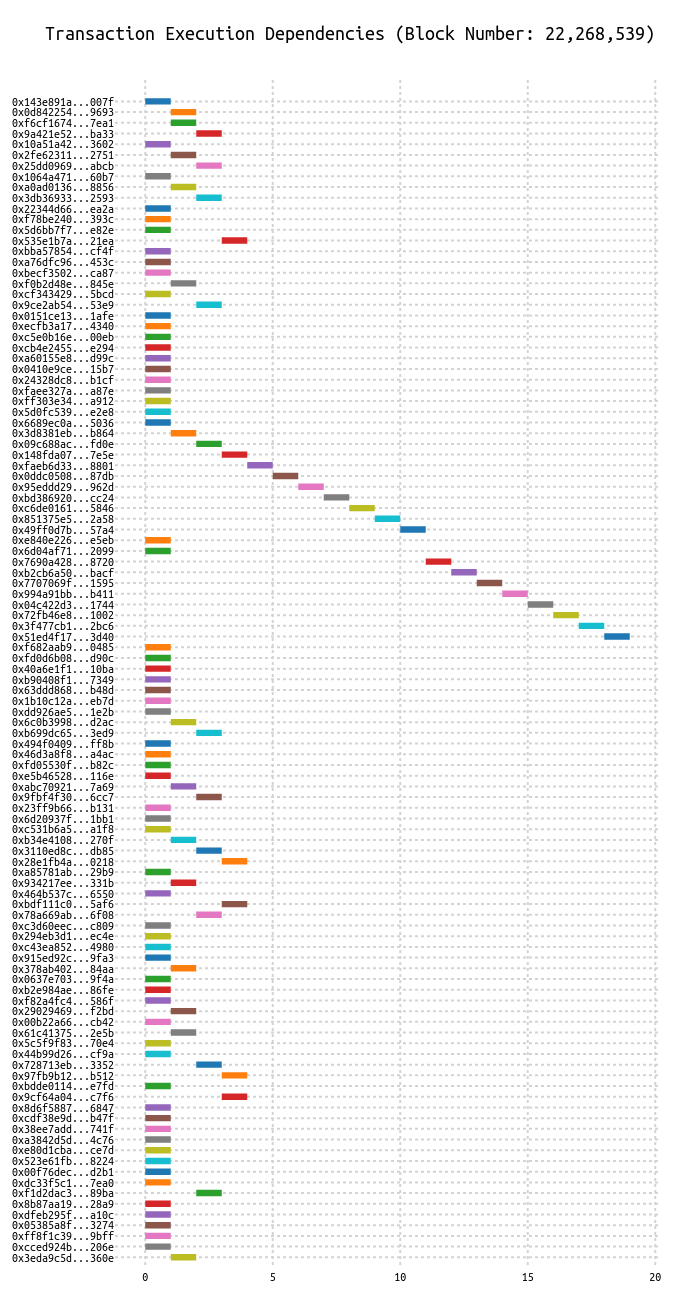 Transaction Execution Dependencies (Block Number: 22,268,539)
0x143e891a...007f
0x0d842254...9693
0xf6cf1674...7ea1
0x9a421e52...ba33
0x10a51a42...3602
0x2fe62311...2751
0x25dd0969...abcb
0x1064a471...60b7
0xa0ad0136...8856
0x3db36933...2593
0x22344d66...ea2a
0xf78be240...393c
0x5d6bb7f7...e82e
0x535e1b7a...21ea
0xbba57854...cf4f
0xa76dfc96...453c
0xbecf3502...ca87
0xf0b2d48e...845e
0xcf343429...5bcd
0x9ce2ab54...53e9
0x0151ce13...1afe
0xecfb3a17...4340
0xc5e0b16e...00eb
0xcb4e2455...e294
0xa60155e8...d99c
0x0410e9ce...15b7
0x24328dc8...b1cf
0xfaee327a...a87e
0xff303e34...a912
0x5d0fc539...e2e8
0x6689ec0a...5036
0x3d8381eb...b864
0x09c688ac...fd0e
0x148fda07...7e5e
0xfaeb6d33...8801
0x0ddc0508...87db
0x95eddd29...962d
0xbd386920...cc24
0xc6de0161...5846
0x851375e5...2a58
0x49ff0d7b...57a4
0xe840e226...e5eb
0x6d04af71...2099
0x7690a428...8720
0xb2cb6a50...bacf
0x7707069f...1595
0x994a91bb...b411
0x04c422d3...1744
0x72fb46e8...1002
0x3f477cb1...2bc6
0x51ed4f17...3d40
0xf682aab9...0485
0xfd0d6b08...d90c
0x40a6e1f1...10ba
0xb90408f1...7349
0x63ddd868...b48d
0x1b10c12a...eb7d
0xdd926ae5...1e2b
0x6c0b3998...d2ac
0xb699dc65...3ed9
0x494f0409...ff8b
0x46d3a8f8...a4ac
0xfd05530f...b82c
0xe5b46528...116e
0xabc70921...7a69
0x9fbf4f30...6cc7
0x23ff9b66...b131
0x6d20937f...1bb1
0xc531b6a5...a1f8
0xb34e4108...270f
0x3110ed8c...db85
0x28e1fb4a...0218
0xa85781ab...29b9
0x934217ee...331b
0x464b537c...6550
0xbdf111c0...5af6
0x78a669ab...6f08
0xc3d60eec...c809
0x294eb3d1...ec4e
0xc43ea852...4980
0x915ed92c...9fa3
0x378ab402...84aa
0x0637e703...9f4a
0xb2e984ae...86fe
0xf82a4fc4...586f
0x29029469...f2bd
0x00b22a66...cb42
0x61c41375...2e5b
0x5c5f9f83...70e4
0x44b99d26...cf9a
0x728713eb...3352
0x97fb9b12...b512
0xbdde0114...e7fd
0x9cf64a04...c7f6
0x8d6f5887...6847
0xcdf38e9d...b47f
0x38ee7add...741f
0xa3842d5d...4c76
0xe80d1cba...ce7d
0x523e61fb...8224
0x00f76dec...d2b1
0xdc33f5c1...7ea0
0xf1d2dac3...89ba
0x8b87aa19...28a9
0xdfeb295f...a10c
0x05385a8f...3274
0xff8f1c39...9bff
0xcced924b...206e
0x3eda9c5d...360e
0 5 10 15 20